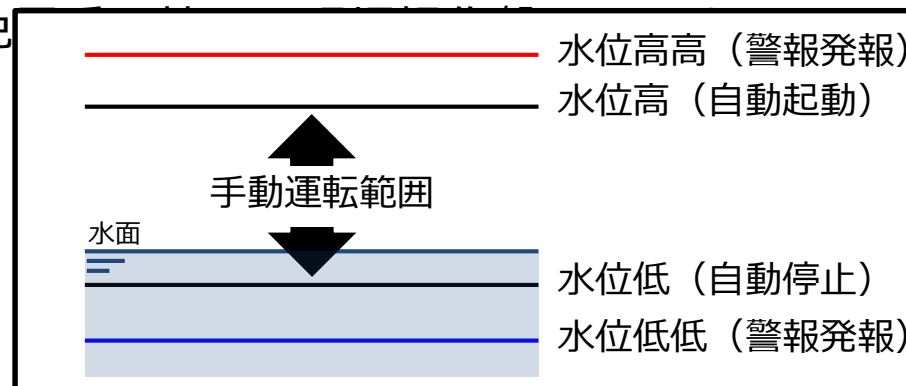 水位高高（警報発報）
水位高（自動起動）
手動運転範囲
水面
水位低（自動停止）
水位低低（警報発報）